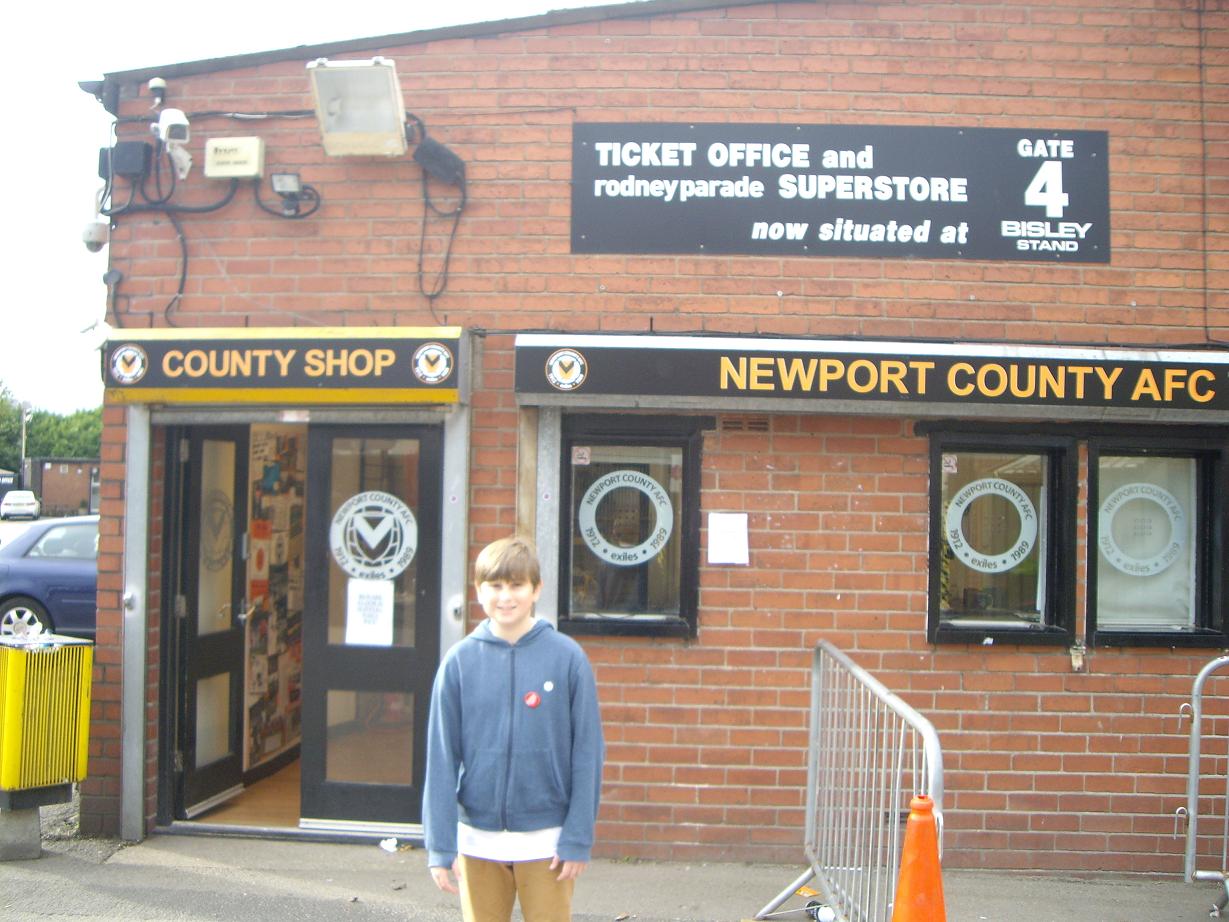 TICKET OFFICE and
rodneyparade SUPERSTORE
now situated at
GATE
4
BISLEY
STAND
COUNTY SHOP
NEWPORT COUNTY AFC
NEWPORT COUNTY AFC
1912 exiles 1989
NEWPORT COUNTY AFC
1912 • exiles • 1989
NEWPORT COUNTY AFC
1912 • exiles • 1989
NEWPORT COUNTY AFC
1912 • exiles • 1989